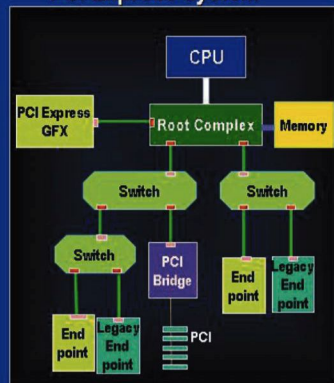 CPU
PCI Express
GFX
Root Complex
Memory
Switch
Switch
Switch
PCI
Bridge
End
point
Legacy
End
point
End
point
Legacy
End
point
PCI